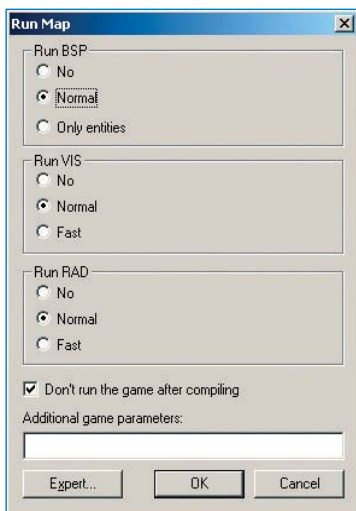 Run Map
Run BSP
No
Normal
Only entities
Run VIS
No
Normal
Fast
Run RAD
No
Normal
Fast
Don't run the game after compiling
Additional game parameters:
Expert... OK Cancel